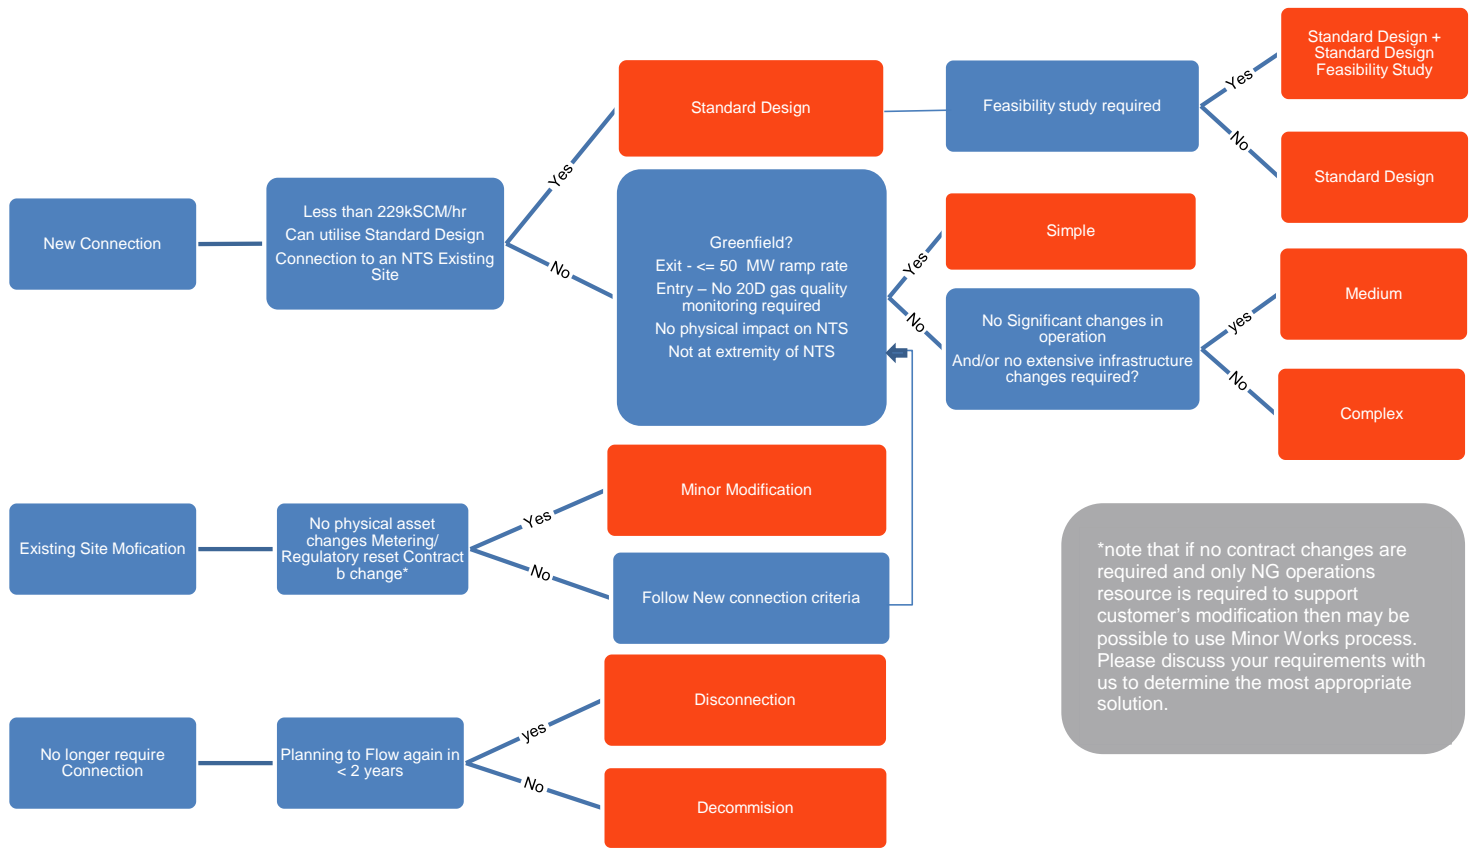 New Connection
Less than 229kSCM/hr
Can utilise Standard Design
Connection to an NTS Existing
Site
Yes
No
Standard Design
Feasibility study required
Yes
No
Standard Design +
Standard Design
Feasibility Study
Standard Design
Greenfield?
Exit - <= 50 MW ramp rate
Entry – No 20D gas quality
monitoring required
No physical impact on NTS
Not at extremity of NTS
Yes
No
Simple
No Significant changes in
operation
And/or no extensive infrastructure
changes required?
yes
No
Medium
Complex
Existing Site Mofication
No physical asset
changes Metering/
Regulatory reset Contract
b change*
Yes
No
Minor Modification
Follow New connection criteria
*note that if no contract changes are
required and only NG operations
resource is required to support
customer’s modification then may be
possible to use Minor Works process.
Please discuss your requirements with
us to determine the most appropriate
solution.
No longer require
Connection
Planning to Flow again in
< 2 years
yes
No
Disconnection
Decommision